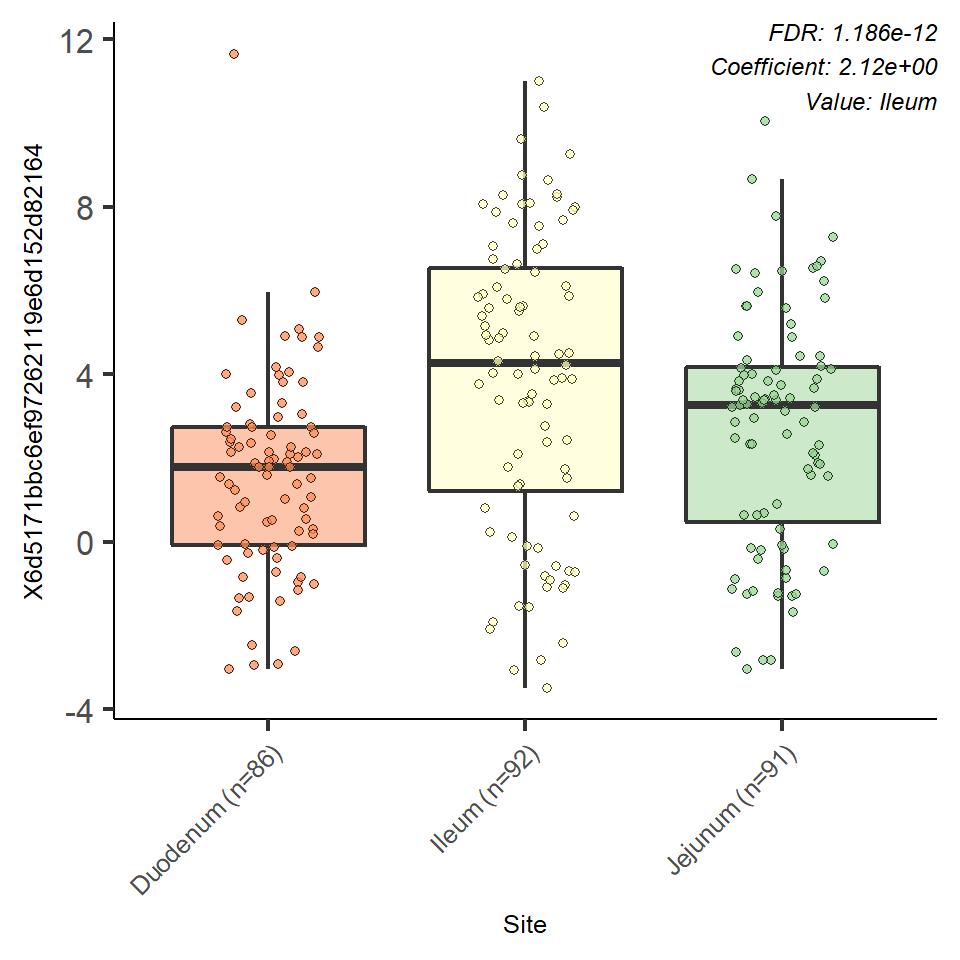 FDR: 1.186e-12
Coefficient: 2.12e+00
Value: Ileum
X6d5171bbc6ef97262119e6d152d82164
12
8
4
0
-4
Duodenum (n=86)
Ileum (n=92)
Jejunum (n=91)
Site